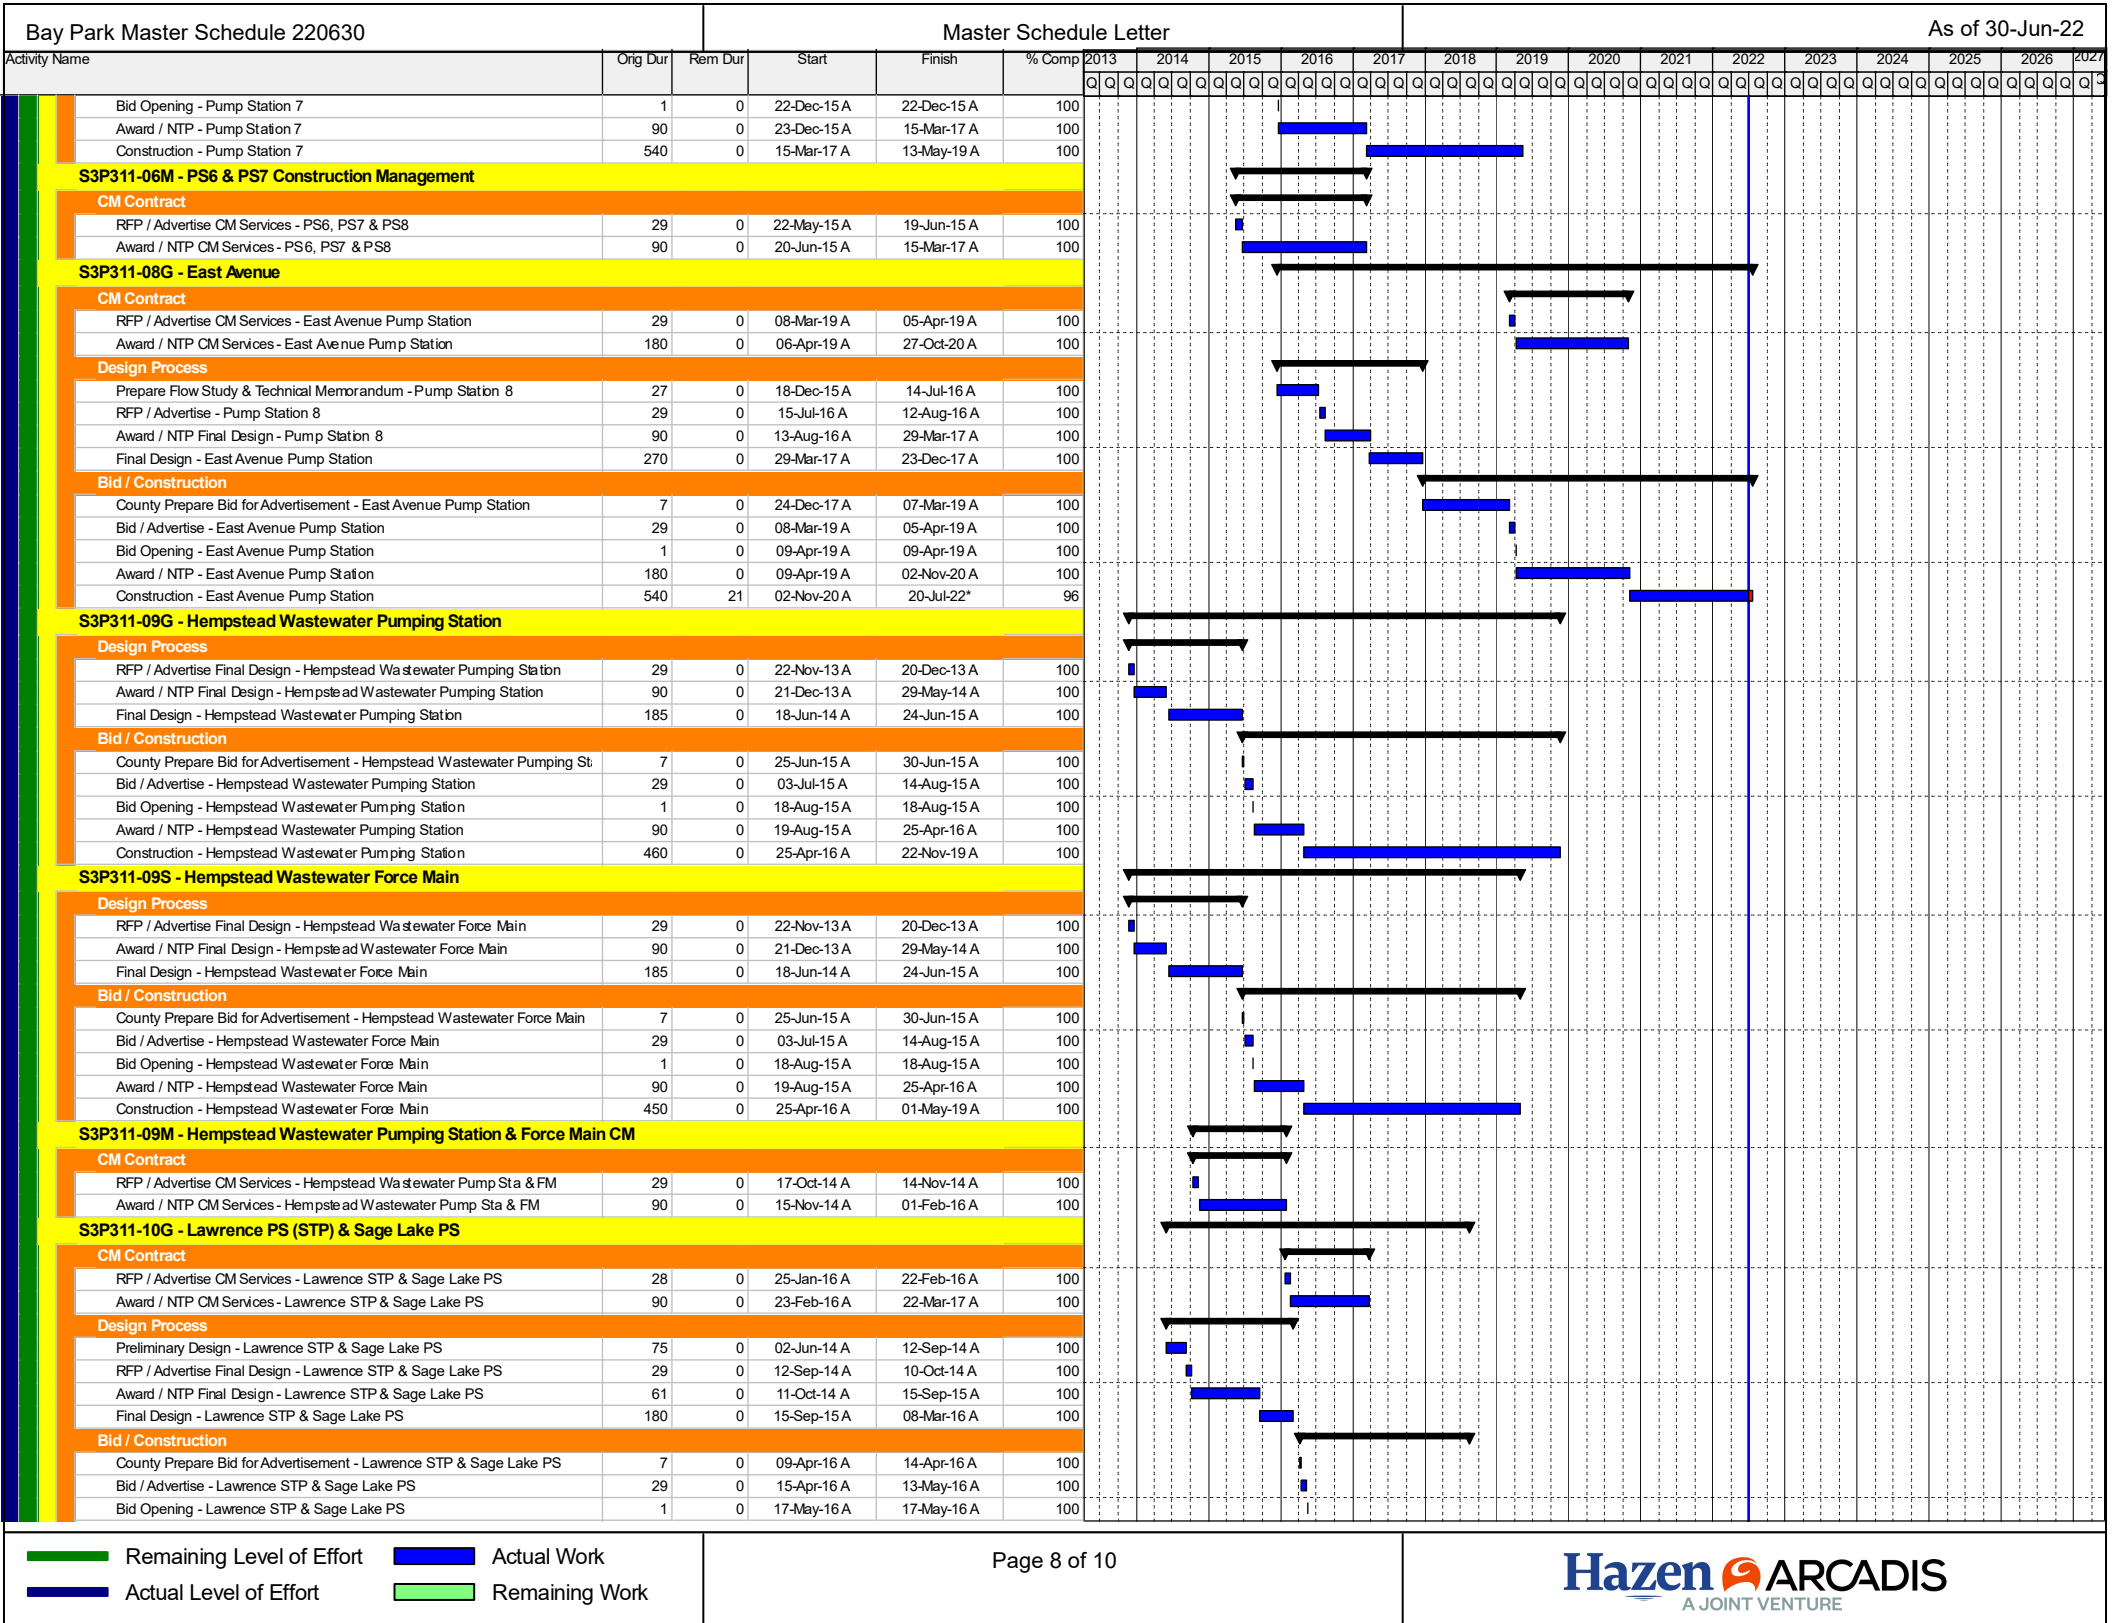 Bay Park Master Schedule 220630 Master Schedule Letter As of 30-Jun-22
Activity Name Orig Dur Rem Dur Start Finish % Comp 2013 2014 2015 2016 2017 2018 2019 2020 2021 2022 2023 2024 2025 2026 2027
Q Q Q Q Q Q Q Q Q Q Q Q Q Q Q Q Q Q Q Q Q Q Q Q Q Q Q Q Q Q Q Q Q Q Q Q Q Q Q Q Q Q Q Q Q Q Q Q Q Q Q Q Q Q Q Q
Bid Opening - Pump Station 7 1 0 22-Dec-15 A 22-Dec-15 A 100
Award / NTP - Pump Station 7 90 0 23-Dec-15 A 15-Mar-17 A 100
Construction - Pump Station 7 540 0 15-Mar-17 A 13-May-19 A 100
S3P311-06M - PS6 & PS7 Construction Management
CM Contract
RFP / Advertise CM Services - PS6, PS7 & PS8 29 0 22-May-15 A 19-Jun-15 A 100
Award / NTP CM Services - PS6, PS7 & PS8 90 0 20-Jun-15 A 15-Mar-17 A 100
S3P311-08G - East Avenue
CM Contract
RFP / Advertise CM Services - East Avenue Pump Station 29 0 08-Mar-19 A 05-Apr-19 A 100
Award / NTP CM Services - East Avenue Pump Station 180 0 06-Apr-19 A 27-Oct-20 A 100
Design Process
Prepare Flow Study & Technical Memorandum - Pump Station 8 27 0 18-Dec-15 A 14-Jul-16 A 100
RFP / Advertise - Pump Station 8 29 0 15-Jul-16 A 12-Aug-16 A 100
Award / NTP Final Design - Pump Station 8 90 0 13-Aug-16 A 29-Mar-17 A 100
Final Design - East Avenue Pump Station 270 0 29-Mar-17 A 23-Dec-17 A 100
Bid / Construction
County Prepare Bid for Advertisement - East Avenue Pump Station 7 0 24-Dec-17 A 07-Mar-19 A 100
Bid / Advertise - East Avenue Pump Station 29 0 08-Mar-19 A 05-Apr-19 A 100
Bid Opening - East Avenue Pump Station 1 0 09-Apr-19 A 09-Apr-19 A 100
Award / NTP - East Avenue Pump Station 180 0 09-Apr-19 A 02-Nov-20 A 100
Construction - East Avenue Pump Station 540 21 02-Nov-20 A 20-Jul-22* 96
S3P311-09G - Hempstead Wastewater Pumping Station
Design Process
RFP / Advertise Final Design - Hempstead Wastewater Pumping Station 29 0 22-Nov-13 A 20-Dec-13 A 100
Award / NTP Final Design - Hempstead Wastewater Pumping Station 90 0 21-Dec-13 A 29-May-14 A 100
Final Design - Hempstead Wastewater Pumping Station 185 0 18-Jun-14 A 24-Jun-15 A 100
Bid / Construction
County Prepare Bid for Advertisement - Hempstead Wastewater Pumping St 7 0 25-Jun-15 A 30-Jun-15 A 100
Bid / Advertise - Hempstead Wastewater Pumping Station 29 0 03-Jul-15 A 14-Aug-15 A 100
Bid Opening - Hempstead Wastewater Pumping Station 1 0 18-Aug-15 A 18-Aug-15 A 100
Award / NTP - Hempstead Wastewater Pumping Station 90 0 19-Aug-15 A 25-Apr-16 A 100
Construction - Hempstead Wastewater Pumping Station 460 0 25-Apr-16 A 22-Nov-19 A 100
S3P311-09S - Hempstead Wastewater Force Main
Design Process
RFP / Advertise Final Design - Hempstead Wastewater Force Main 29 0 22-Nov-13 A 20-Dec-13 A 100
Award / NTP Final Design - Hempstead Wastewater Force Main 90 0 21-Dec-13 A 29-May-14 A 100
Final Design - Hempstead Wastewater Force Main 185 0 18-Jun-14 A 24-Jun-15 A 100
Bid / Construction
County Prepare Bid for Advertisement - Hempstead Wastewater Force Main 7 0 25-Jun-15 A 30-Jun-15 A 100
Bid / Advertise - Hempstead Wastewater Force Main 29 0 03-Jul-15 A 14-Aug-15 A 100
Bid Opening - Hempstead Wastewater Force Main 1 0 18-Aug-15 A 18-Aug-15 A 100
Award / NTP - Hempstead Wastewater Force Main 90 0 19-Aug-15 A 25-Apr-16 A 100
Construction - Hempstead Wastewater Force Main 450 0 25-Apr-16 A 01-May-19 A 100
S3P311-09M - Hempstead Wastewater Pumping Station & Force Main CM
CM Contract
RFP / Advertise CM Services - Hempstead Wastewater Pump Sta & FM 29 0 17-Oct-14 A 14-Nov-14 A 100
Award / NTP CM Services - Hempstead Wastewater Pump Sta & FM 90 0 15-Nov-14 A 01-Feb-16 A 100
S3P311-10G - Lawrence PS (STP) & Sage Lake PS
CM Contract
RFP / Advertise CM Services - Lawrence STP & Sage Lake PS 28 0 25-Jan-16 A 22-Feb-16 A 100
Award / NTP CM Services - Lawrence STP & Sage Lake PS 90 0 23-Feb-16 A 22-Mar-17 A 100
Design Process
Preliminary Design - Lawrence STP & Sage Lake PS 75 0 02-Jun-14 A 12-Sep-14 A 100
RFP / Advertise Final Design - Lawrence STP & Sage Lake PS 29 0 12-Sep-14 A 10-Oct-14 A 100
Award / NTP Final Design - Lawrence STP & Sage Lake PS 61 0 11-Oct-14 A 15-Sep-15 A 100
Final Design - Lawrence STP & Sage Lake PS 180 0 15-Sep-15 A 08-Mar-16 A 100
Bid / Construction
County Prepare Bid for Advertisement - Lawrence STP & Sage Lake PS 7 0 09-Apr-16 A 14-Apr-16 A 100
Bid / Advertise - Lawrence STP & Sage Lake PS 29 0 15-Apr-16 A 13-May-16 A 100
Bid Opening - Lawrence STP & Sage Lake PS 1 0 17-May-16 A 17-May-16 A 100
Remaining Level of Effort Actual Work Page 8 of 10 Hazen ARCADIS
Actual Level of Effort Remaining Work A JOINT VENTURE